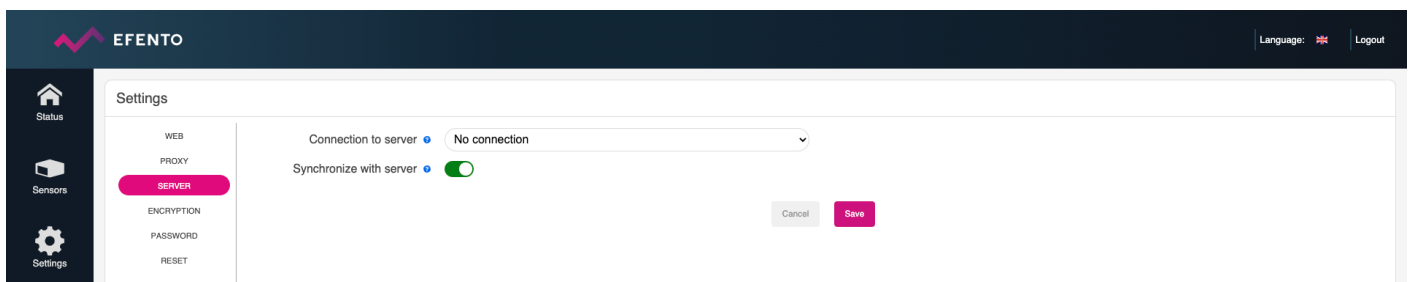 EFENTO
Language:
Logout
Status
Sensors
Settings
Settings
WEB
PROXY
SERVER
ENCRYPTION
PASSWORD
RESET
Connection to server ?
No connection
Synchronize with server ?
Cancel
Save